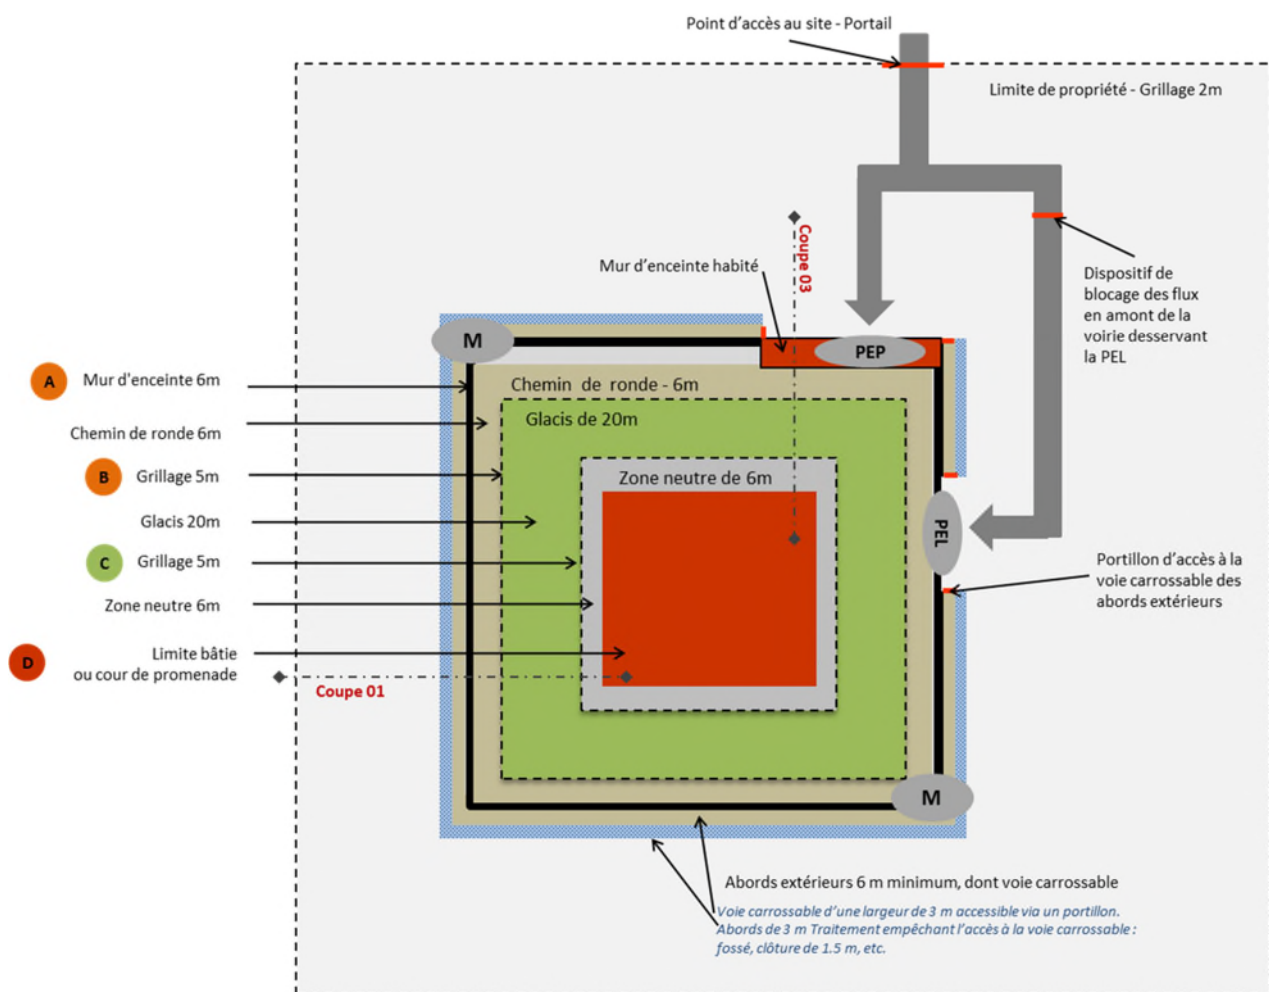 Point d'accès au site - Portail
Limite de propriété - Grillage 2m
Coupe 03
Mur d'enceinte habité
Dispositif de
blocage des flux
en amont de la
voirie desservant
la PEL
M
PEP
A
Mur d'enceinte 6m
Chemin de ronde - 6m
Chemin de ronde 6m
Glacis de 20m
B
Grillage 5m
Zone neutre de 6m
Glacis 20m
PEL
C
Grillage 5m
Portillon d'accès à la
voie carrossable des
abords extérieurs
Zone neutre 6m
D
Limite bâtie
ou cour de promenade
Coupe 01
M
Abords extérieurs 6 m minimum, dont voie carrossable
Voie carrossable d'une largeur de 3 m accessible via un portillon.
Abords de 3 m Traitement empêchant l'accès à la voie carrossable :
fossé, clôture de 1.5 m, etc.